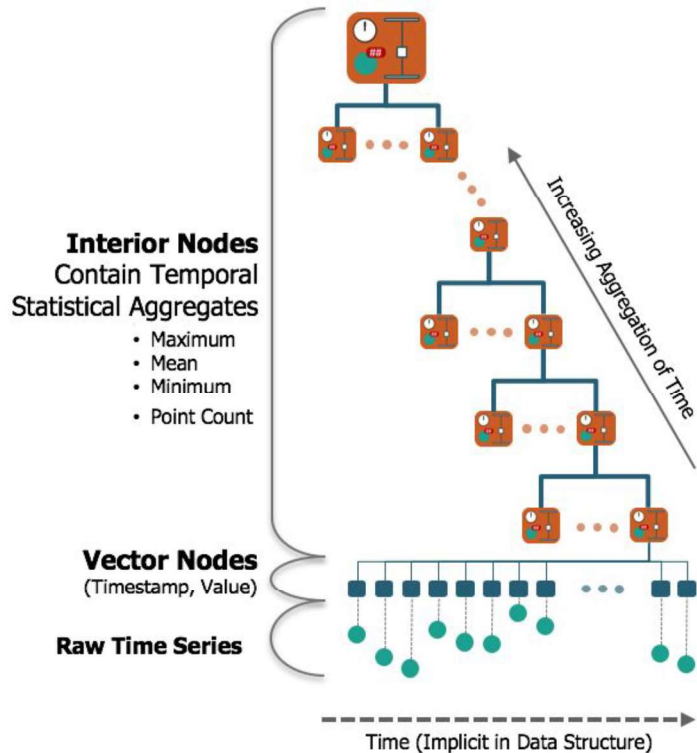 Interior Nodes
Contain Temporal
Statistical Aggregates
• Maximum
• Mean
• Minimum
• Point Count
Increasing Aggregation of Time
Vector Nodes
(Timestamp, Value)
Raw Time Series
Time (Implicit in Data Structure)